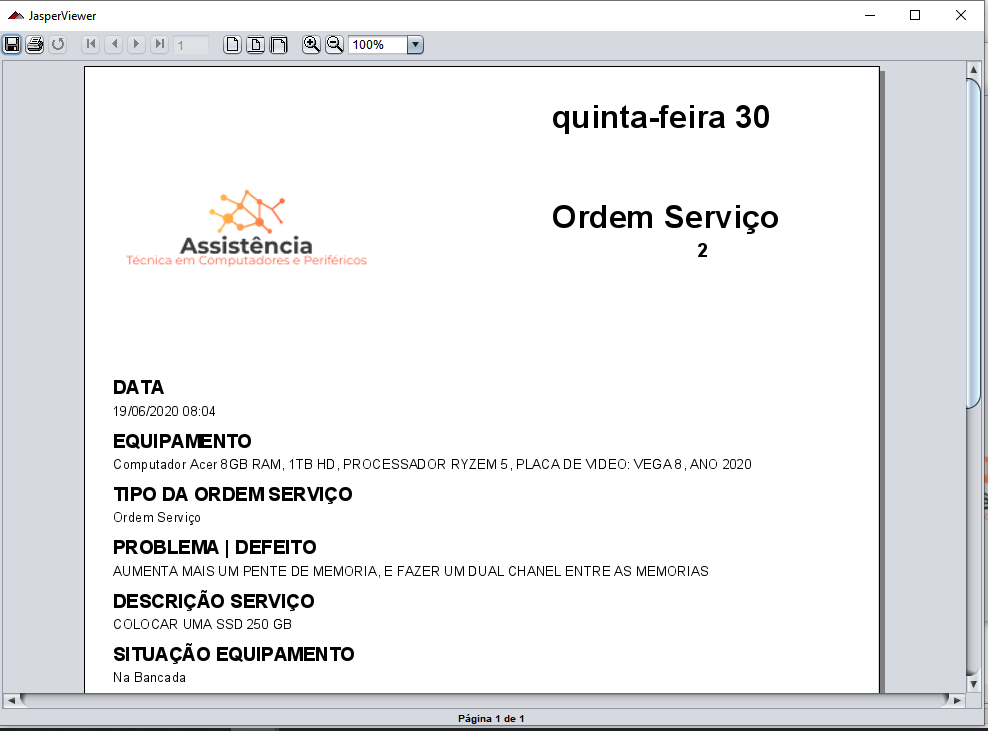 JasperViewer
1
100%
quinta-feira 30
Assistência
Técnica em Computadores e Periféricos
Ordem Serviço
2
DATA
19/06/2020 08:04
EQUIPAMENTO
Computador Acer 8GB RAM, 1TB HD, PROCESSADOR RYZEM 5, PLACA DE VIDEO: VEGA 8, ANO 2020
TIPO DA ORDEM SERVIÇO
Ordem Serviço
PROBLEMA | DEFEITO
AUMENTA MAIS UM PENTE DE MEMORIA, E FAZER UM DUAL CHANEL ENTRE AS MEMORIAS
DESCRIÇÃO SERVIÇO
COLOCAR UMA SSD 250 GB
SITUAÇÃO EQUIPAMENTO
Na Bancada
Página 1 de 1